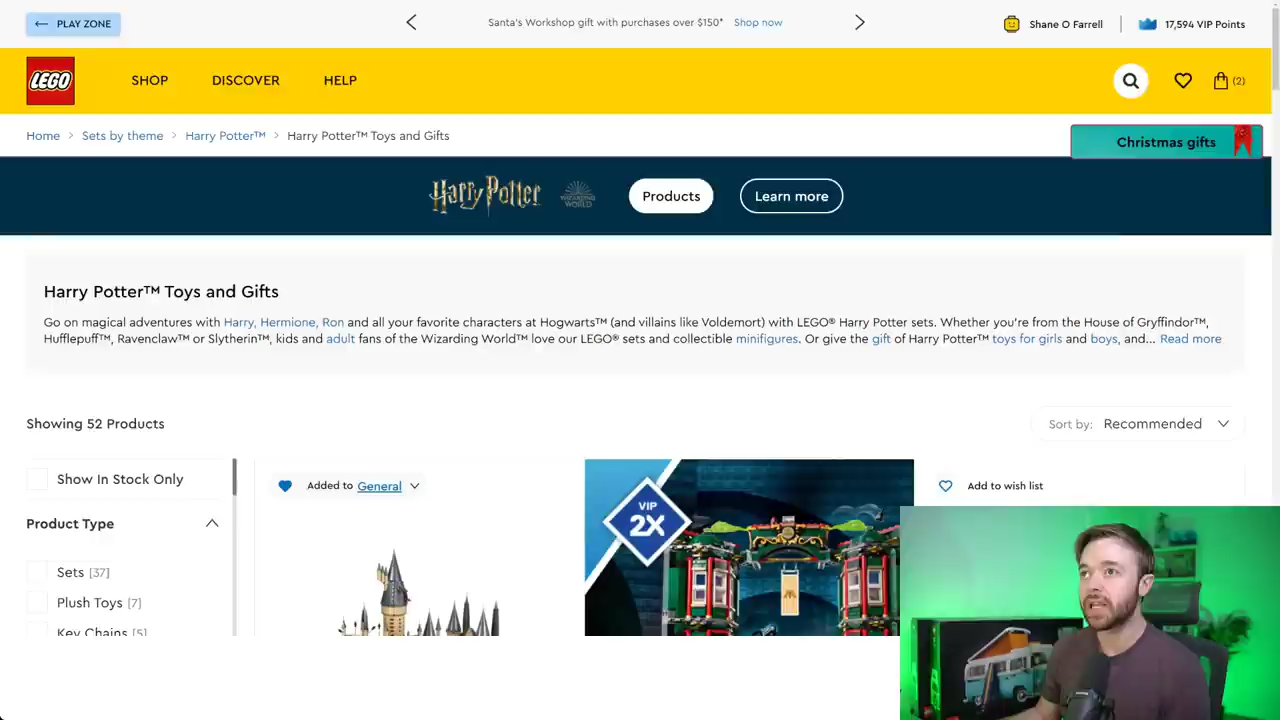 PLAY ZONE
Santa's Workshop gift with purchases over $150* Shop now
Shane O Farrell
17,594 VIP Points
LEGO
SHOP
DISCOVER
HELP
(2)
Home > Sets by theme > Harry Potter™ > Harry Potter™ Toys and Gifts
Christmas gifts
Harry Potter
WIZARDING
WORLD
Products
Learn more
Harry Potter™ Toys and Gifts
Go on magical adventures with Harry, Hermione, Ron and all your favorite characters at Hogwarts™ (and villains like Voldemort) with LEGO® Harry Potter sets. Whether you're from the House of Gryffindor™,
Hufflepuff™, Ravenclaw™ or Slytherin™, kids and adult fans of the Wizarding World™ love our LEGO® sets and collectible minifigures. Or give the gift of Harry Potter™ toys for girls and boys, and... Read more
Showing 52 Products
Sort by: Recommended
Show In Stock Only
Product Type
Sets [37]
Plush Toys [7]
Key Chains [5]
Added to General
VIP
2X
Add to wish list